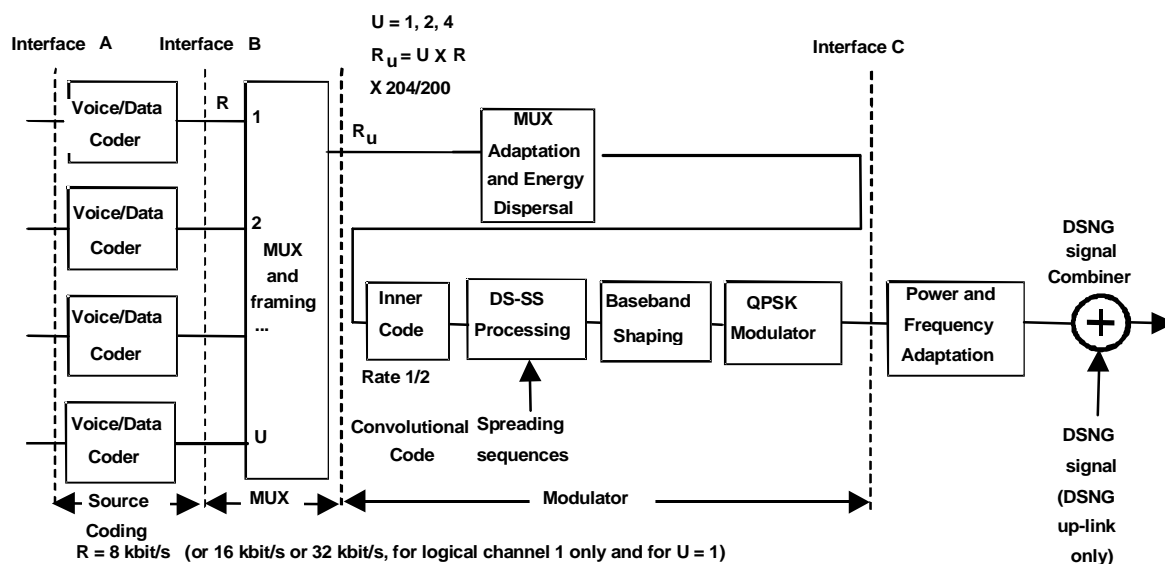 U = 1, 2, 4
Interface A
Interface B
Interface C
R u = U X R
X 204/200
Voice/Data
Coder
R
1
R u
MUX
Adaptation
and Energy
Dispersal
Voice/Data
Coder
2
MUX
and
framing
...
DSNG
signal
Combiner
Inner
Code
DS-SS
Processing
Baseband
Shaping
QPSK
Modulator
Power and
Frequency
Adaptation
+
Voice/Data
Coder
Rate 1/2
Voice/Data
Coder
U
Convolutional
Code
Spreading
sequences
DSNG
signal
(DSNG
up-link
only)
Source
Coding
MUX
Modulator
R = 8 kbit/s (or 16 kbit/s or 32 kbit/s, for logical channel 1 only and for U = 1)